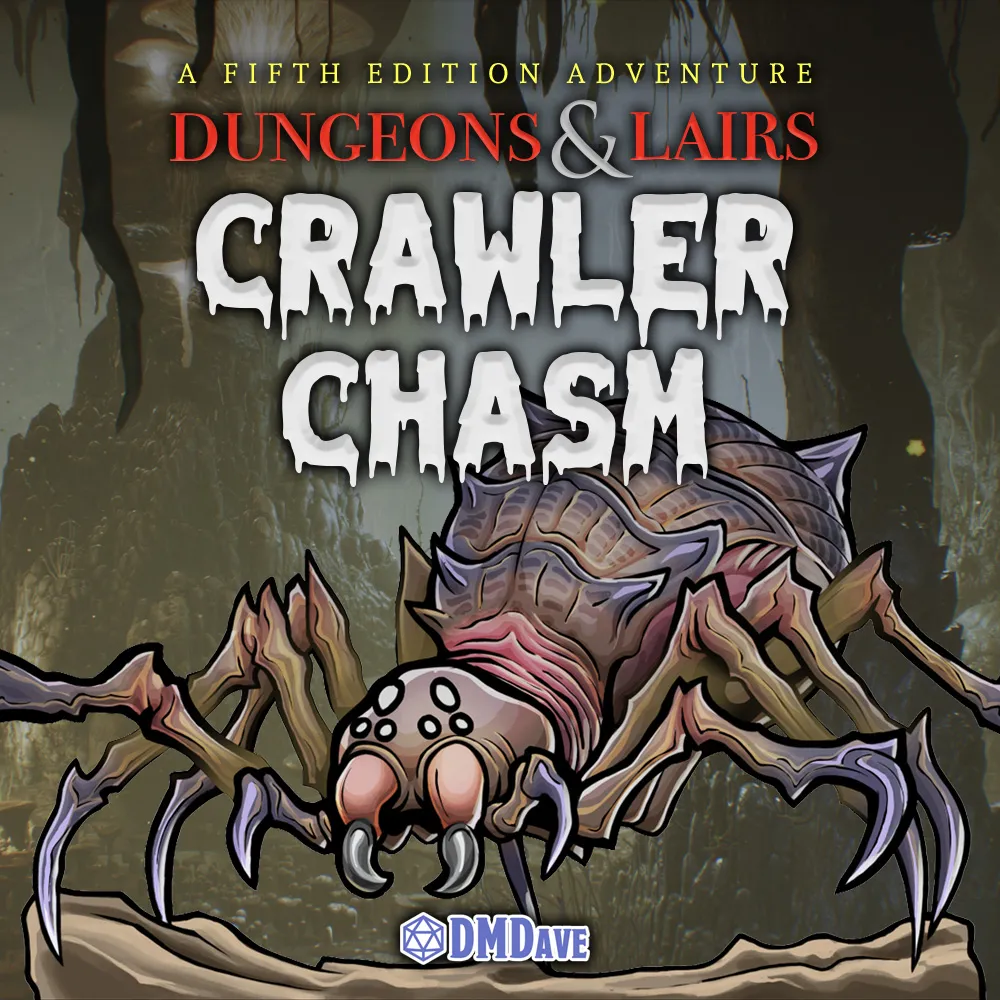 A FIFTH EDITION ADVENTURE
DUNGEONS & LAIRS
CRAWLER
CHASM
DMDAVE